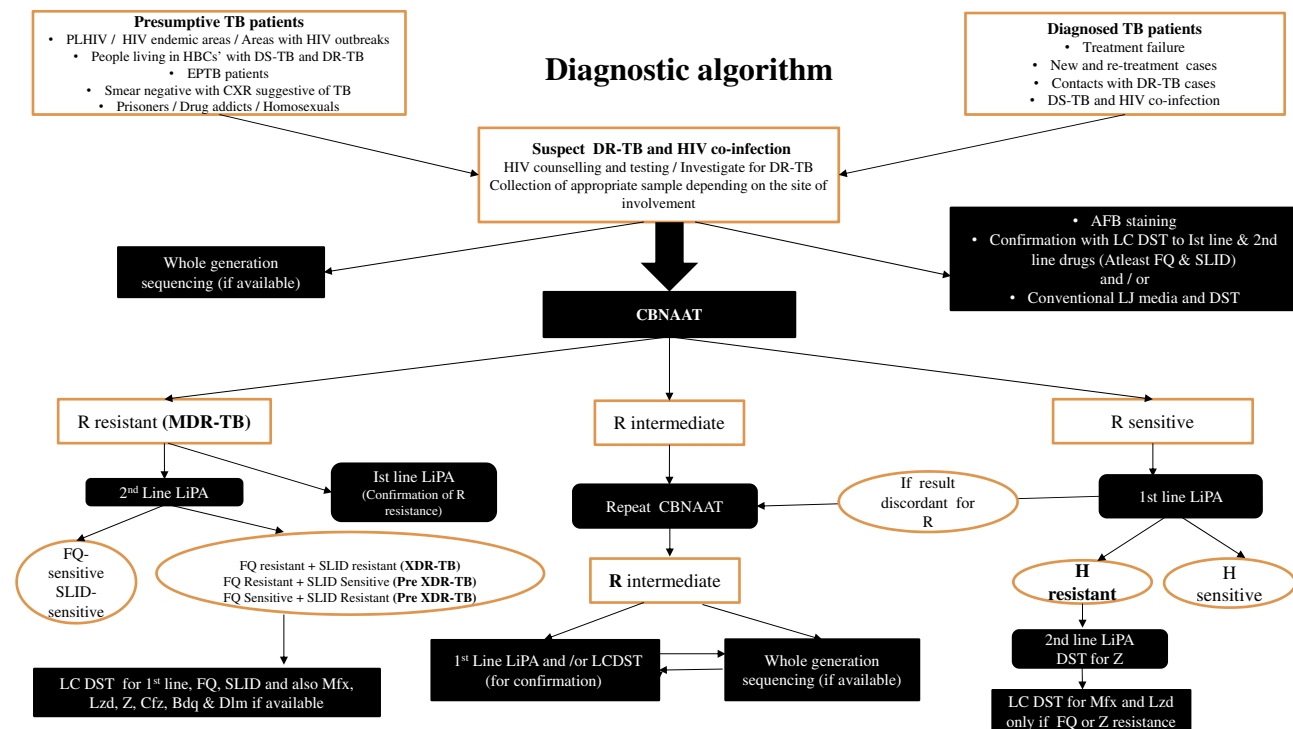 Presumptive TB patients
• PLHIV / HIV endemic areas / Areas with HIV outbreaks
• People living in HBCs' with DS-TB and DR-TB
• EPTB patients
• Smear negative with CXR suggestive of TB
• Prisoners / Drug addicts / Homosexuals
Diagnostic algorithm
Diagnosed TB patients
• Treatment failure
• New and re-treatment cases
• Contacts with DR-TB cases
• DS-TB and HIV co-infection
Suspect DR-TB and HIV co-infection
HIV counselling and testing / Investigate for DR-TB
Collection of appropriate sample depending on the site of
involvement
Whole generation
sequencing (if available)
• AFB staining
• Confirmation with LC DST to Ist line & 2nd
line drugs (Atleast FQ & SLID)
and / or
• Conventional LJ media and DST
CBNAAT
R resistant (MDR-TB)
R intermediate
R sensitive
2nd Line LiPA
Ist line LiPA
(Confirmation of R
resistance)
Repeat CBNAAT
If result
discordant for
R
1st line LiPA
FQ-
sensitive
SLID-
sensitive
FQ resistant + SLID resistant (XDR-TB)
FQ Resistant + SLID Sensitive (Pre XDR-TB)
FQ Sensitive + SLID Resistant (Pre XDR-TB)
R intermediate
H
resistant
H
sensitive
LC DST for 1st line, FQ, SLID and also Mfx,
Lzd, Z, Cfz, Bdq & Dlm if available
1st Line LiPA and /or LCDST
(for confirmation)
Whole generation
sequencing (if available)
2nd line LiPA
DST for Z
LC DST for Mfx and Lzd
only if FQ or Z resistance